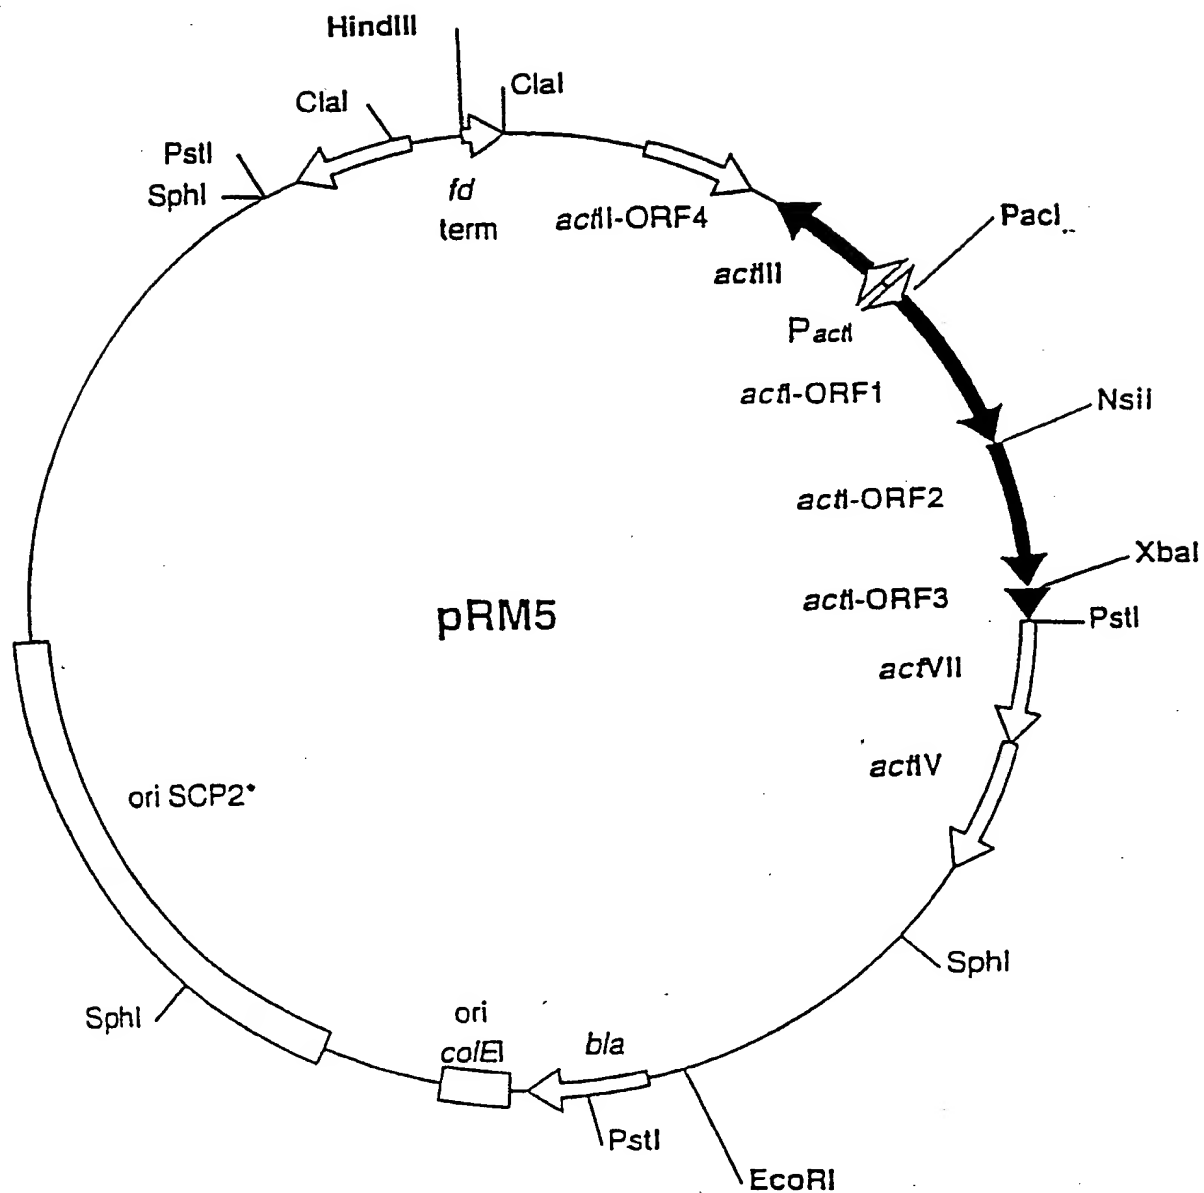 HindIII
ClaI
ClaI
PstI
SphI
fd
term
actII-ORF4
PacI
actIII
PactI
actI-ORF1
NsiI
actI-ORF2
XbaI
actI-ORF3
PstI
pRM5
actVII
actIV
ori SCP2*
SphI
SphI
ori
colEI
bla
PstI
EcoRI